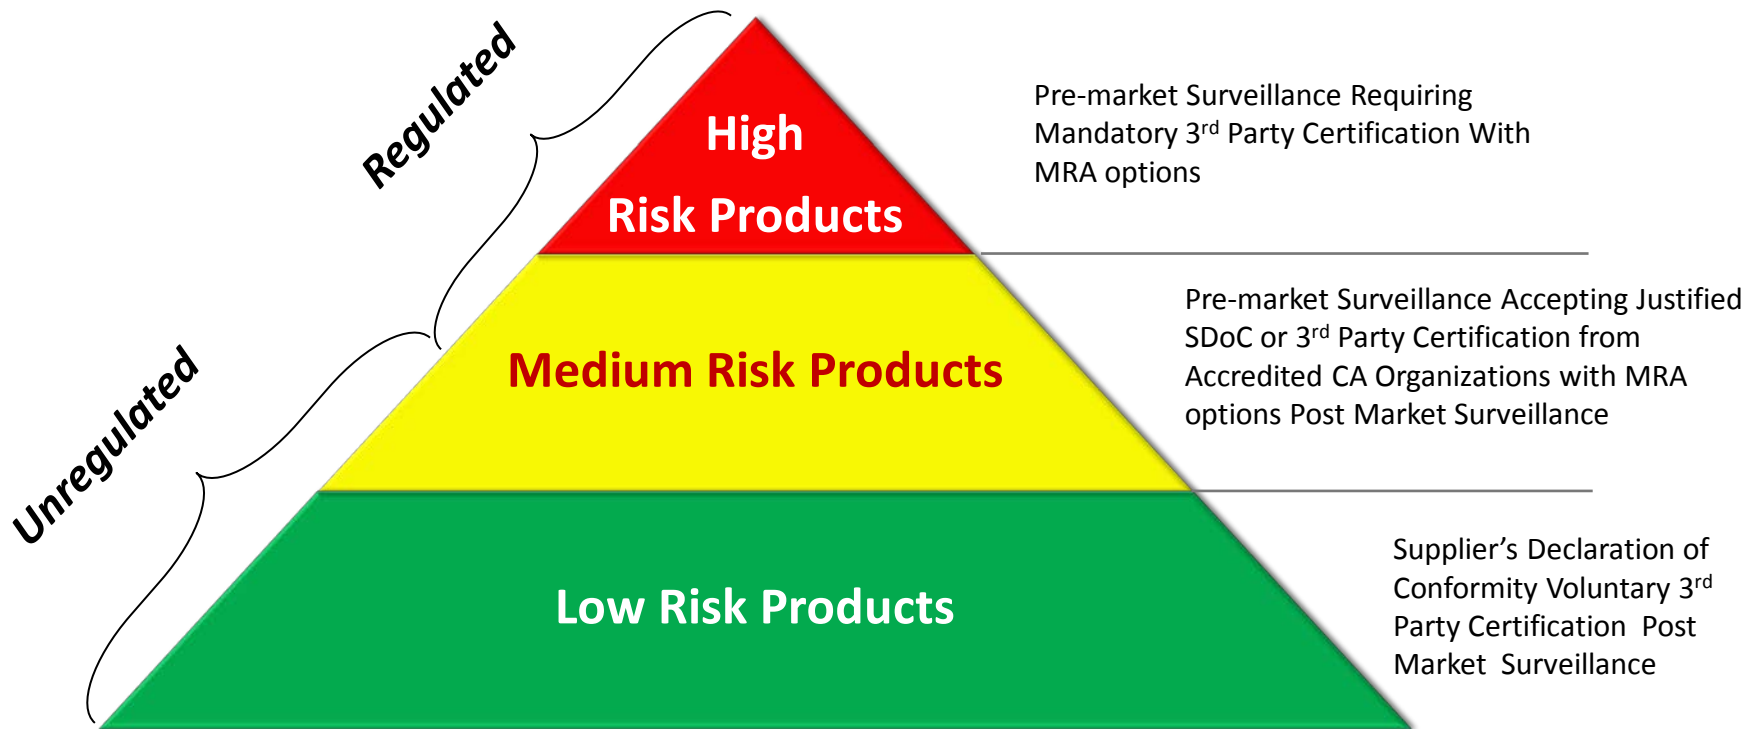 Regulated
High
Risk Products
Pre-market Surveillance Requiring
Mandatory 3rd Party Certification With
MRA options
Unregulated
Medium Risk Products
Pre-market Surveillance Accepting Justified
SDoC or 3rd Party Certification from
Accredited CA Organizations with MRA
options Post Market Surveillance
Low Risk Products
Supplier’s Declaration of
Conformity Voluntary 3rd
Party Certification  Post
Market  Surveillance